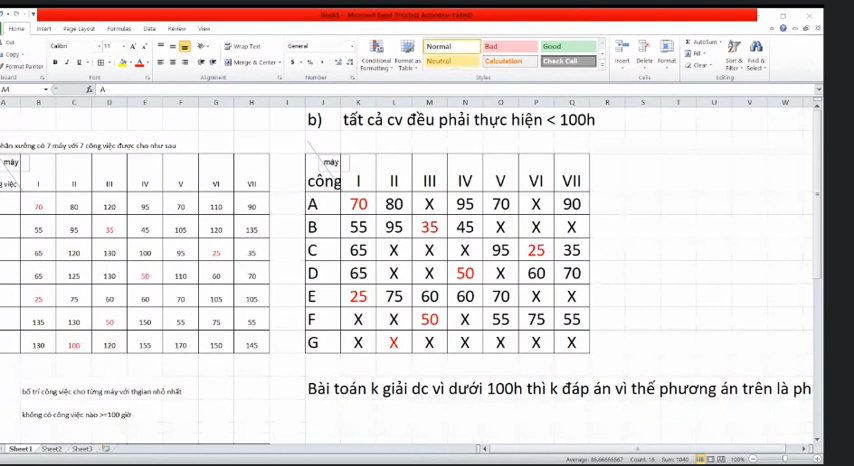 Book1 - Microsoft Excel (Product Activation Failed)
Home Insert Page Layout Formulas Data Review View
Cut
Copy
Format Painter
Calibri 11
Wrap Text
Merge & Center
General
Conditional Formatting
Format as Table
Normal Bad Good
Neutral Calculation Check Cell
Insert Delete Format
AutoSum
Fill
Clear
Sort & Filter
Find & Select
Font Alignment Number Styles Cells Editing
A4 fx A
A B C D E F G H I J K L M N O P Q R S T U V W
b) tất cả cv đều phải thực hiện < 100h
phân xưởng có 7 máy với 7 công việc được cho như sau
máy
I II III IV V VI VII
70 80 120 95 70 110 90
55 95 35 45 105 120 135
65 120 130 100 95 25 35
65 125 130 50 110 60 70
25 75 60 60 70 105 105
135 130 50 150 55 75 55
130 100 120 155 170 150 145
máy
công I II III IV V VI VII
A 70 80 X 95 70 X 90
B 55 95 35 45 X X X
C 65 X X X 95 25 35
D 65 X X 50 X 60 70
E 25 75 60 60 70 X X
F X X 50 X 55 75 55
G X X X X X X X
bố trí công việc cho từng máy với thgian nhỏ nhất
không có công việc nào >=100 giờ
Bài toán k giải dc vì dưới 100h thì k đáp án vì thế phương án trên là ph
Sheet1 Sheet2 Sheet3
Average: 86,66666667 Count: 16 Sum: 1040 100%